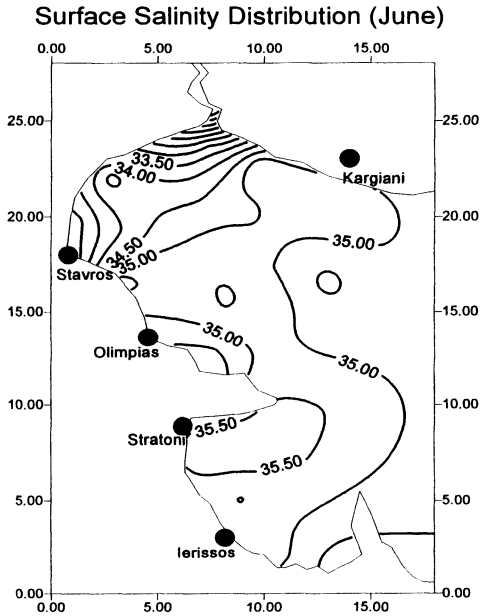 Surface Salinity Distribution (June)
0.00 5.00 10.00 15.00
25.00 25.00
33.50
34.00
Kargiani
20.00 20.00
35.00
34.50
35.00
Stavros
15.00 15.00
35.00
Olimpias
35.00
10.00 10.00
35.50
Stratoni
35.50
5.00 5.00
Ierissos
0.00 0.00
0.00 5.00 10.00 15.00